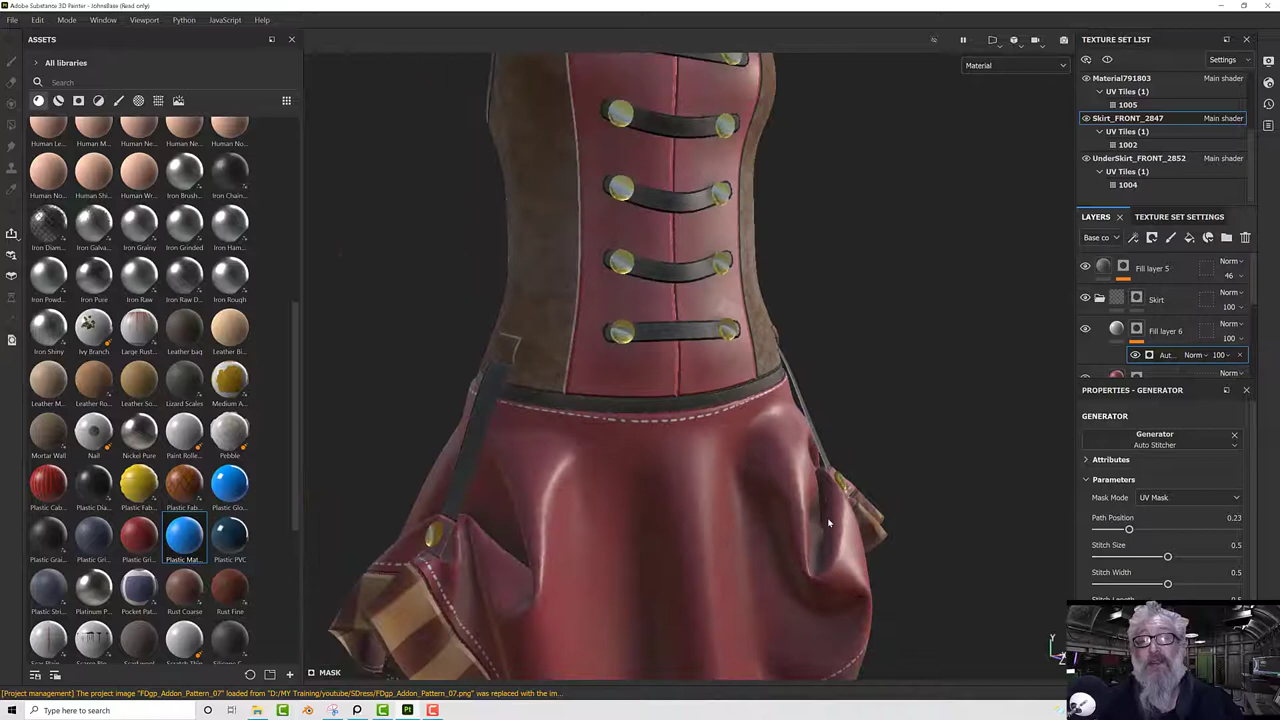 Adobe Substance 3D Painter - JohnsBase (Read only)
File Edit Mode Window Viewport Python JavaScript Help
ASSETS
All libraries
Search
Human Le... Human Ne... Human Ne... Human Ne... Human No...
Human No... Human Shi... Human Wr... Iron Brush... Iron Chain...
Iron Diam... Iron Galva... Iron Grainy Iron Grinded Iron Ham...
Iron Powd... Iron Pure Iron Raw Iron Raw D... Iron Rough
Iron Shiny Ivy Branch Large Rust... Leather bag Leather Bi...
Leather M... Leather Ro... Leather So... Lizard Scales Medium A...
Mortar Wall Nail Nickel Pure Paint Rolle... Pebble
Plastic Cab... Plastic Dia... Plastic Fab... Plastic Fab... Plastic Glo...
Plastic Grai... Plastic Gri... Plastic Gri... Plastic Mat... Plastic PVC
Plastic Stri... Platinum P... Pocket Pat... Rust Coarse Rust Fine
Material
MASK
TEXTURE SET LIST
Settings
Material791803 Main shader
UV Tiles (1)
1005
Skirt_FRONT_2847 Main shader
UV Tiles (1)
1002
UnderSkirt_FRONT_2852 Main shader
UV Tiles (1)
1004
LAYERS TEXTURE SET SETTINGS
Base co
Fill layer 5 Norm 46
Skirt Norm 100
Fill layer 6 Norm 100
Aut... Norm 100
PROPERTIES - GENERATOR
GENERATOR
Generator
Auto Stitcher
Attributes
Parameters
Mask Mode UV Mask
Path Position 0.23
Stitch Size 0.5
Stitch Width 0.5
Y
[Project management] The project image "FDgp_Addon_Pattern_07" loaded from "D:/MY Training/youtube/SDress/FDgp_Addon_Pattern_07.png" was replaced with the im...
Type here to search